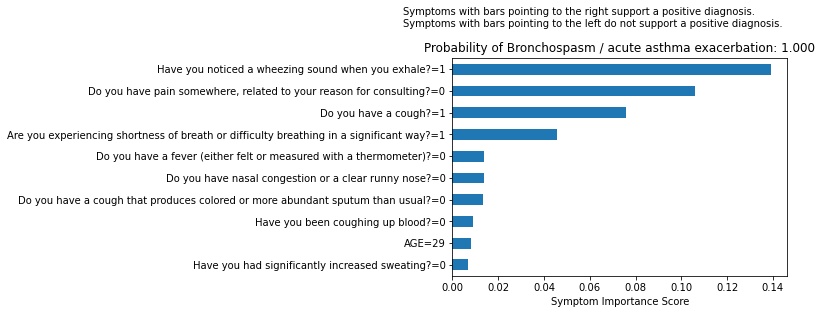 Symptoms with bars pointing to the right support a positive diagnosis.
Symptoms with bars pointing to the left do not support a positive diagnosis.
Probability of Bronchospasm / acute asthma exacerbation: 1.000
Have you noticed a wheezing sound when you exhale?=1
Do you have pain somewhere, related to your reason for consulting?=0
Do you have a cough?=1
Are you experiencing shortness of breath or difficulty breathing in a significant way?=1
Do you have a fever (either felt or measured with a thermometer)?=0
Do you have nasal congestion or a clear runny nose?=0
Do you have a cough that produces colored or more abundant sputum than usual?=0
Have you been coughing up blood?=0
AGE=29
Have you had significantly increased sweating?=0
0.00 0.02 0.04 0.06 0.08 0.10 0.12 0.14
Symptom Importance Score